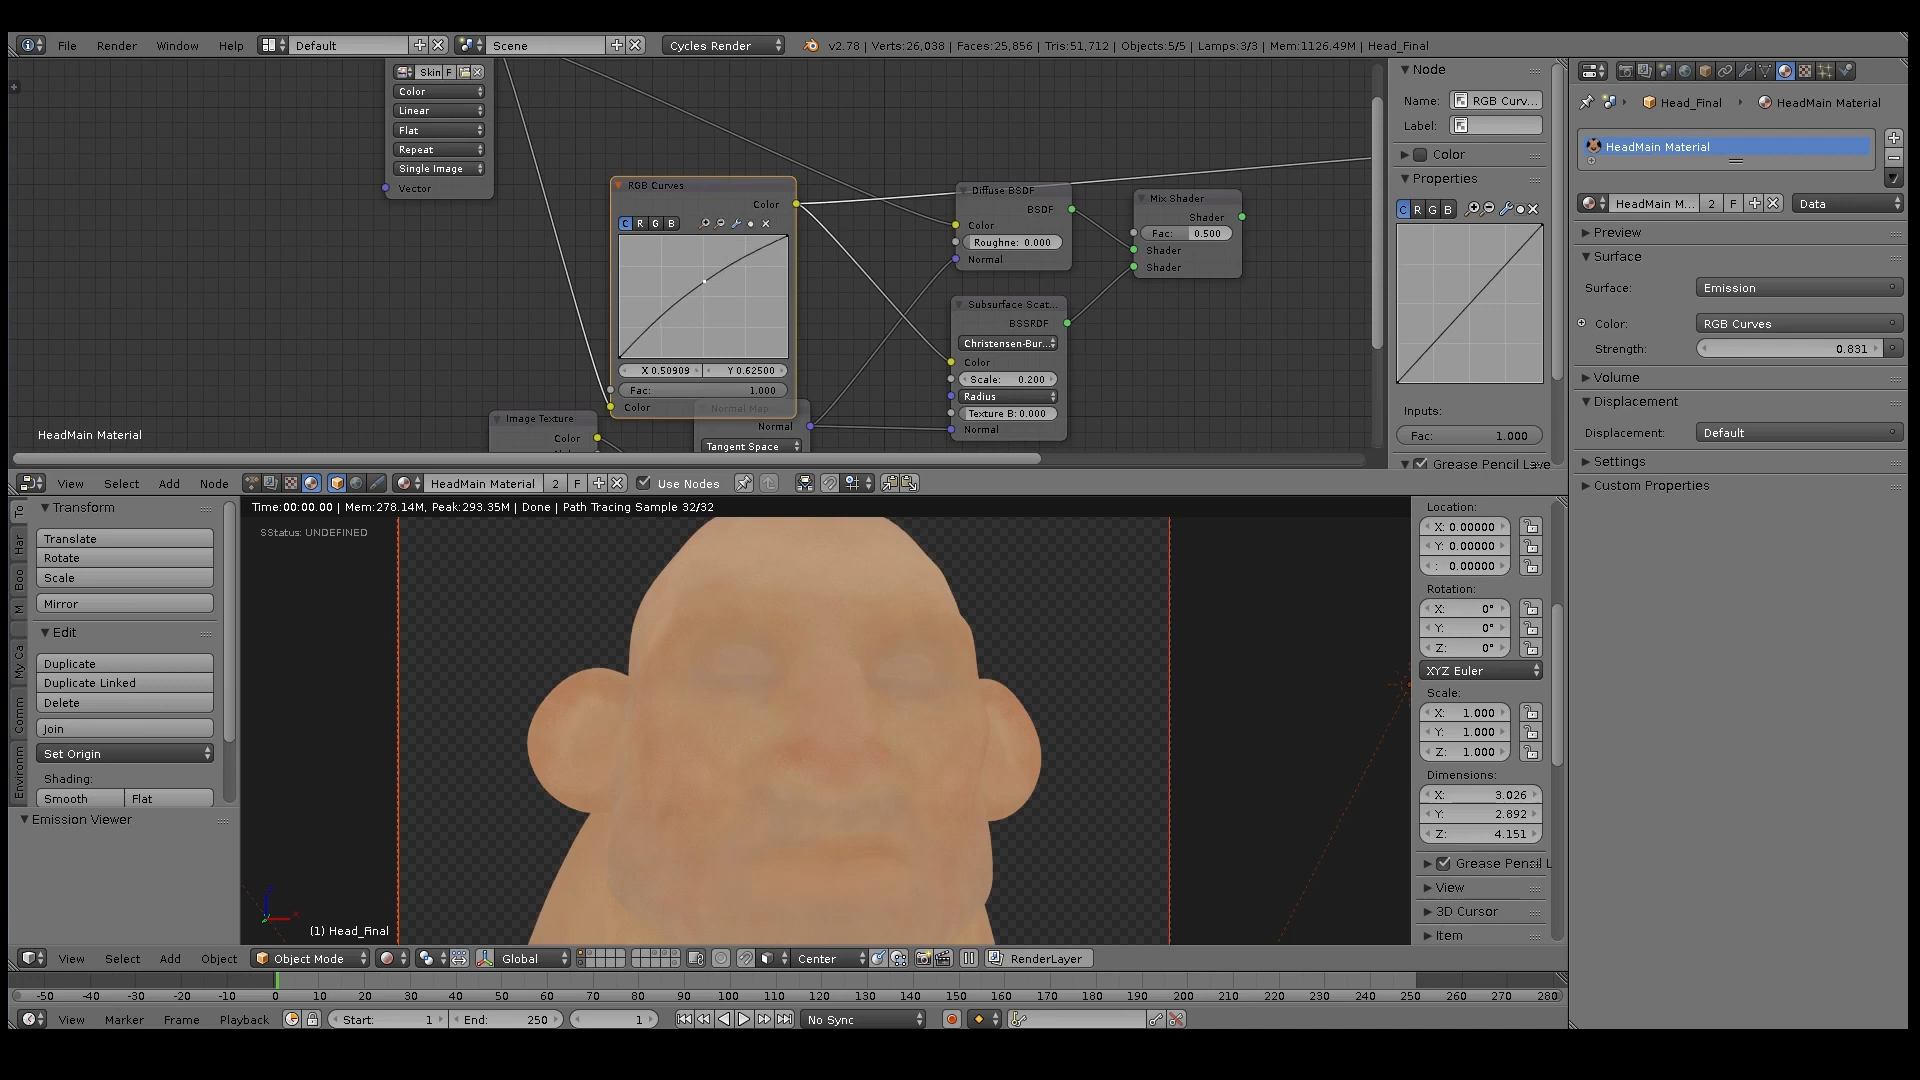 File Render Window Help Default Scene Cycles Render v2.78 | Verts:26,038 | Faces:25,856 | Tris:51,712 | Objects:5/5 | Lamps:3/3 | Mem:1126.49M | Head_Final
Skin F
Color
Linear
Flat
Repeat
Single Image
Vector
RGB Curves
Color
C R G B
X 0.50909 Y 0.62500
Fac: 1.000
Color
Image Texture
Color
Normal Map
Normal
Tangent Space
Diffuse BSDF
BSDF
Color
Roughne: 0.000
Normal
Subsurface Scat...
BSSRDF
Christensen-Bur...
Color
Scale: 0.200
Radius
Texture B: 0.000
Normal
Mix Shader
Shader
Fac: 0.500
Shader
Shader
HeadMain Material
Node
Name: RGB Curv...
Label:
Color
Properties
C R G B
Inputs:
Fac: 1.000
Grease Pencil Laye
Head_Final HeadMain Material
HeadMain Material
HeadMain M... 2 F Data
Preview
Surface
Surface: Emission
Color: RGB Curves
Strength: 0.831
Volume
Displacement
Displacement: Default
Settings
Custom Properties
View Select Add Node HeadMain Material 2 F Use Nodes
To
Har
Boo
M
My Ca
Comm
Environm
Transform
Translate
Rotate
Scale
Mirror
Edit
Duplicate
Duplicate Linked
Delete
Join
Set Origin
Shading:
Smooth Flat
Emission Viewer
Time:00:00.00 | Mem:278.14M, Peak:293.35M | Done | Path Tracing Sample 32/32
SStatus: UNDEFINED
(1) Head_Final
Location:
X: 0.00000
Y: 0.00000
: 0.00000
Rotation:
X: 0°
Y: 0°
Z: 0°
XYZ Euler
Scale:
X: 1.000
Y: 1.000
Z: 1.000
Dimensions:
X: 3.026
Y: 2.892
Z: 4.151
Grease Pencil L
View
3D Cursor
Item
View Select Add Object Object Mode Global Center RenderLayer
-50 -40 -30 -20 -10 0 10 20 30 40 50 60 70 80 90 100 110 120 130 140 150 160 170 180 190 200 210 220 230 240 250 260 270 280
View Marker Frame Playback Start: 1 End: 250 1 No Sync